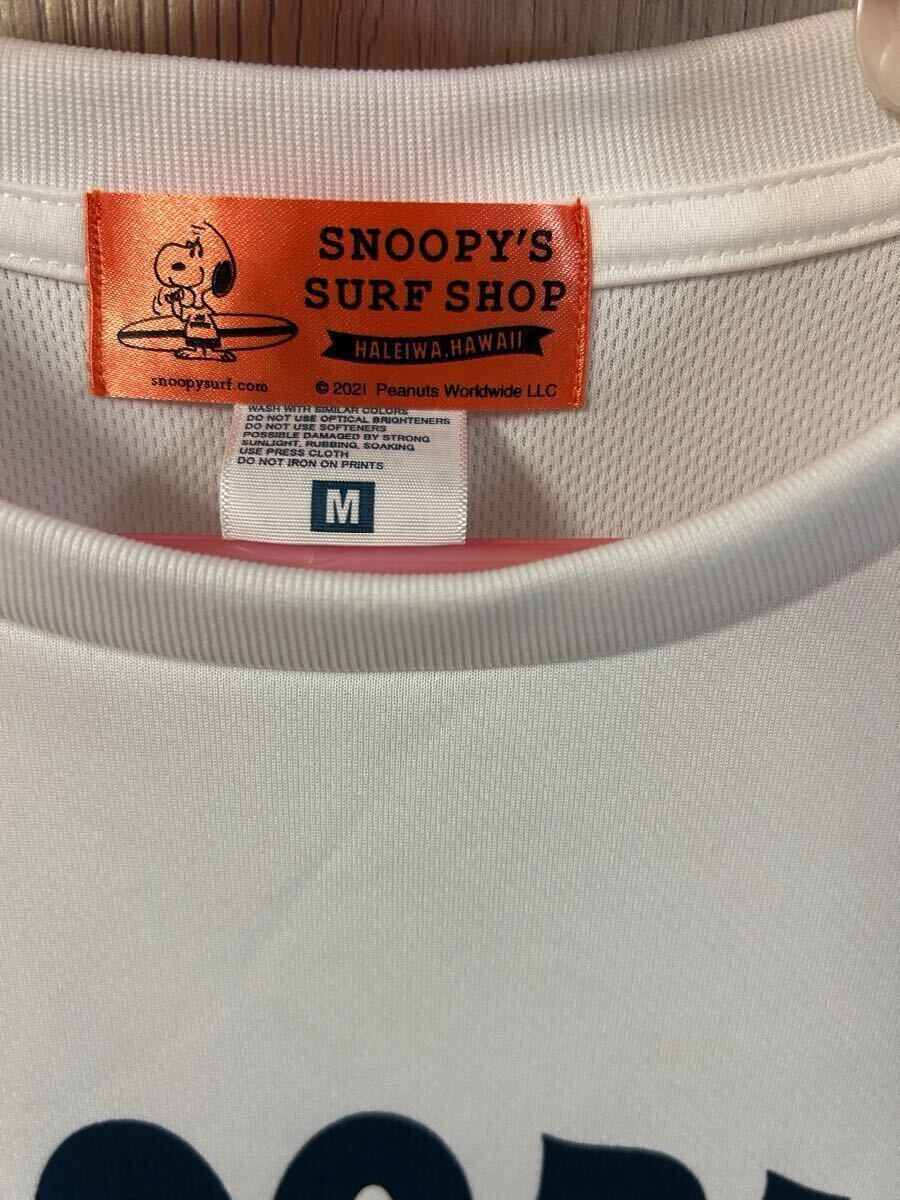 SNOOPY'S
SURF SHOP
HALEIWA.HAWAII
snoopysurf.com
© 2021 Peanuts Worldwide LLC
WASH WITH SIMILAR COLORS
DO NOT USE OPTICAL BRIGHTENERS
DO NOT USE SOFTENERS
POSSIBLE DAMAGED BY STRONG
SUNLIGHT, RUBBING, SOAKING
USE PRESS CLOTH
DO NOT IRON ON PRINTS
M